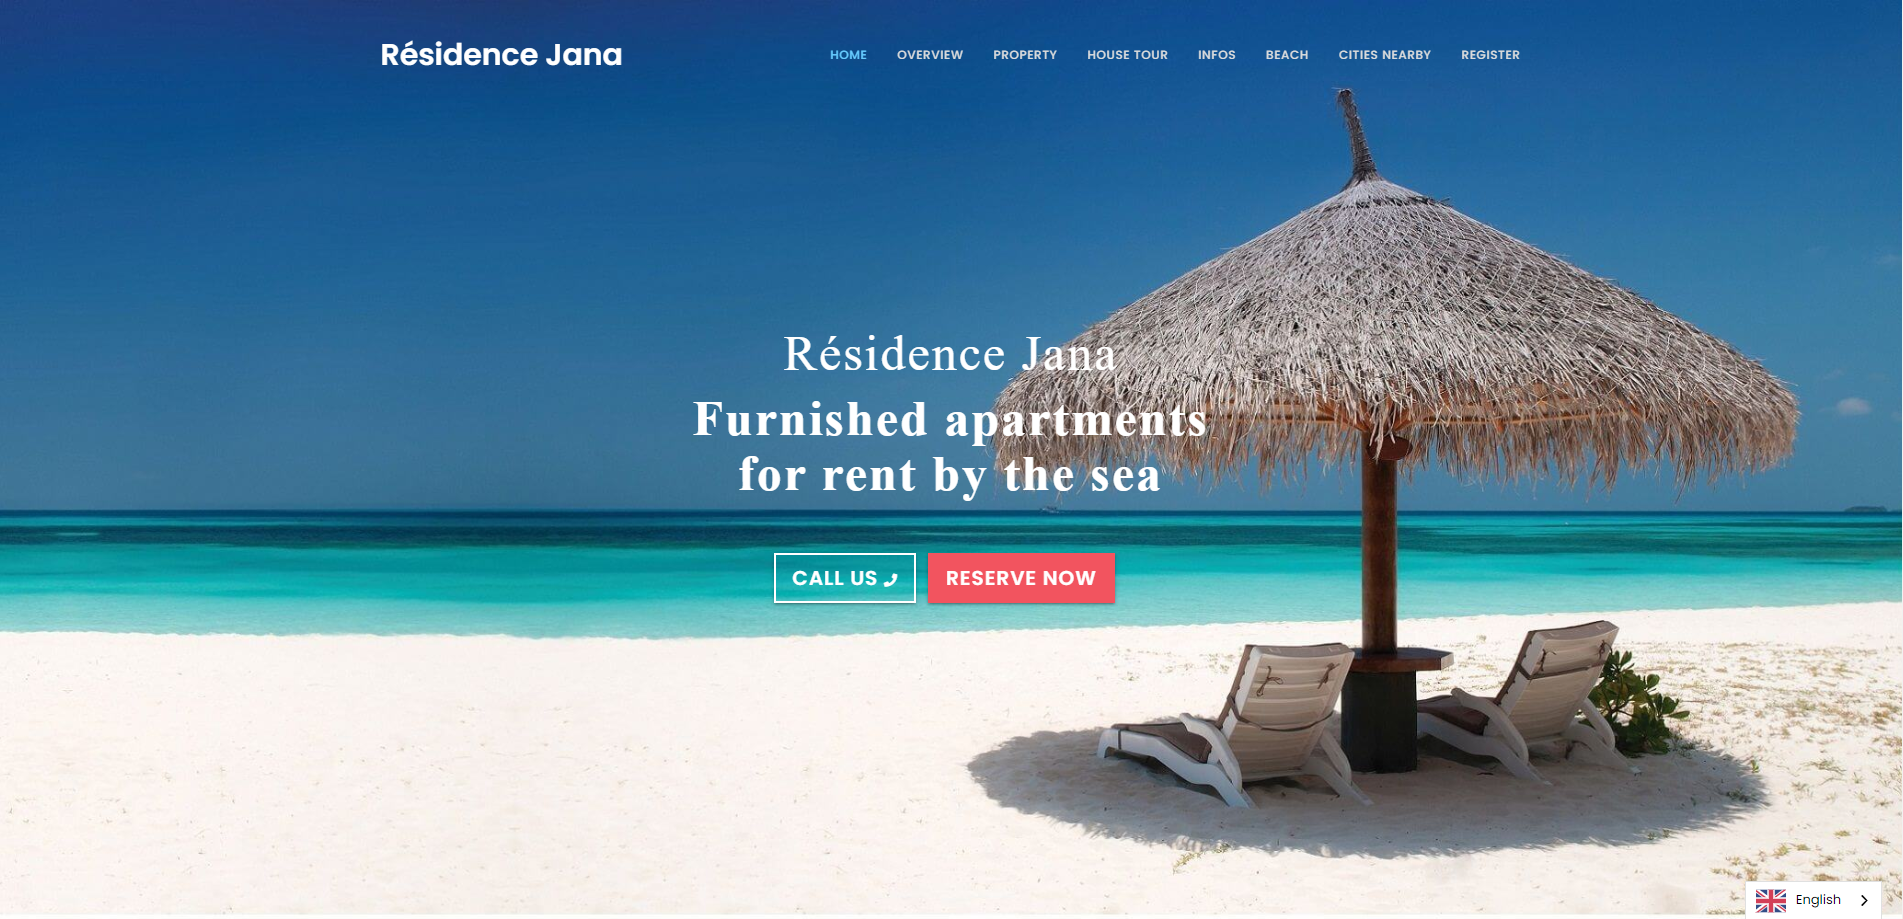 Résidence Jana
HOME OVERVIEW PROPERTY HOUSE TOUR INFOS BEACH CITIES NEARBY REGISTER
Résidence Jana
Furnished apartments
for rent by the sea
CALL US RESERVE NOW
English